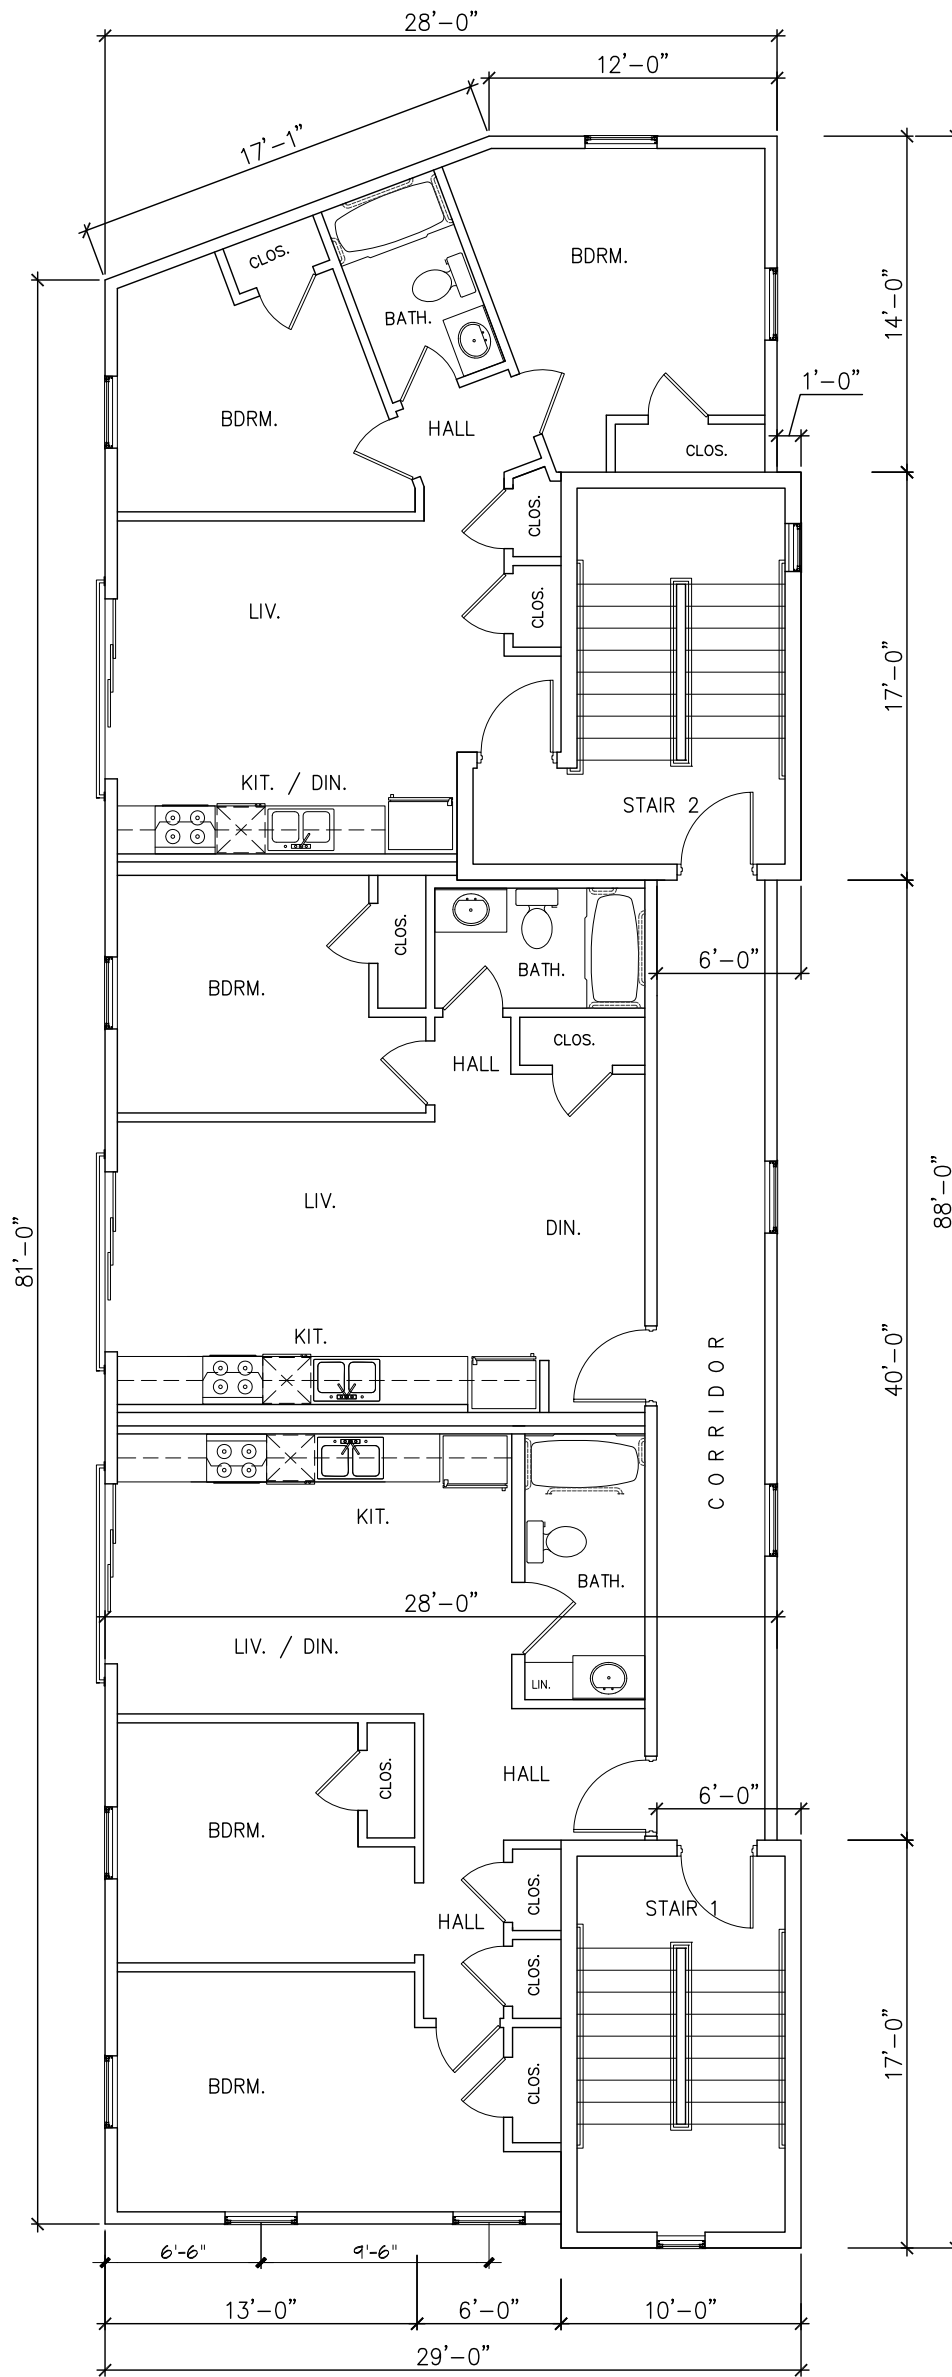 28'-0"
12'-0"
17'-1"
CLOS.
BDRM.
BATH.
14'-0"
1'-0"
BDRM.
HALL
CLOS.
CLOS.
CLOS.
LIV.
17'-0"
KIT. / DIN.
STAIR 2
CLOS.
BATH.
6'-0"
BDRM.
CLOS.
HALL
LIV.
DIN.
81'-0"
88'-0"
KIT.
40'-0"
CORRIDOR
KIT.
BATH.
28'-0"
LIV. / DIN.
LIN.
HALL
CLOS.
6'-0"
BDRM.
CLOS.
STAIR 1
HALL
CLOS.
17'-0"
BDRM.
CLOS.
6'-6"
9'-6"
13'-0"
6'-0"
10'-0"
29'-0"